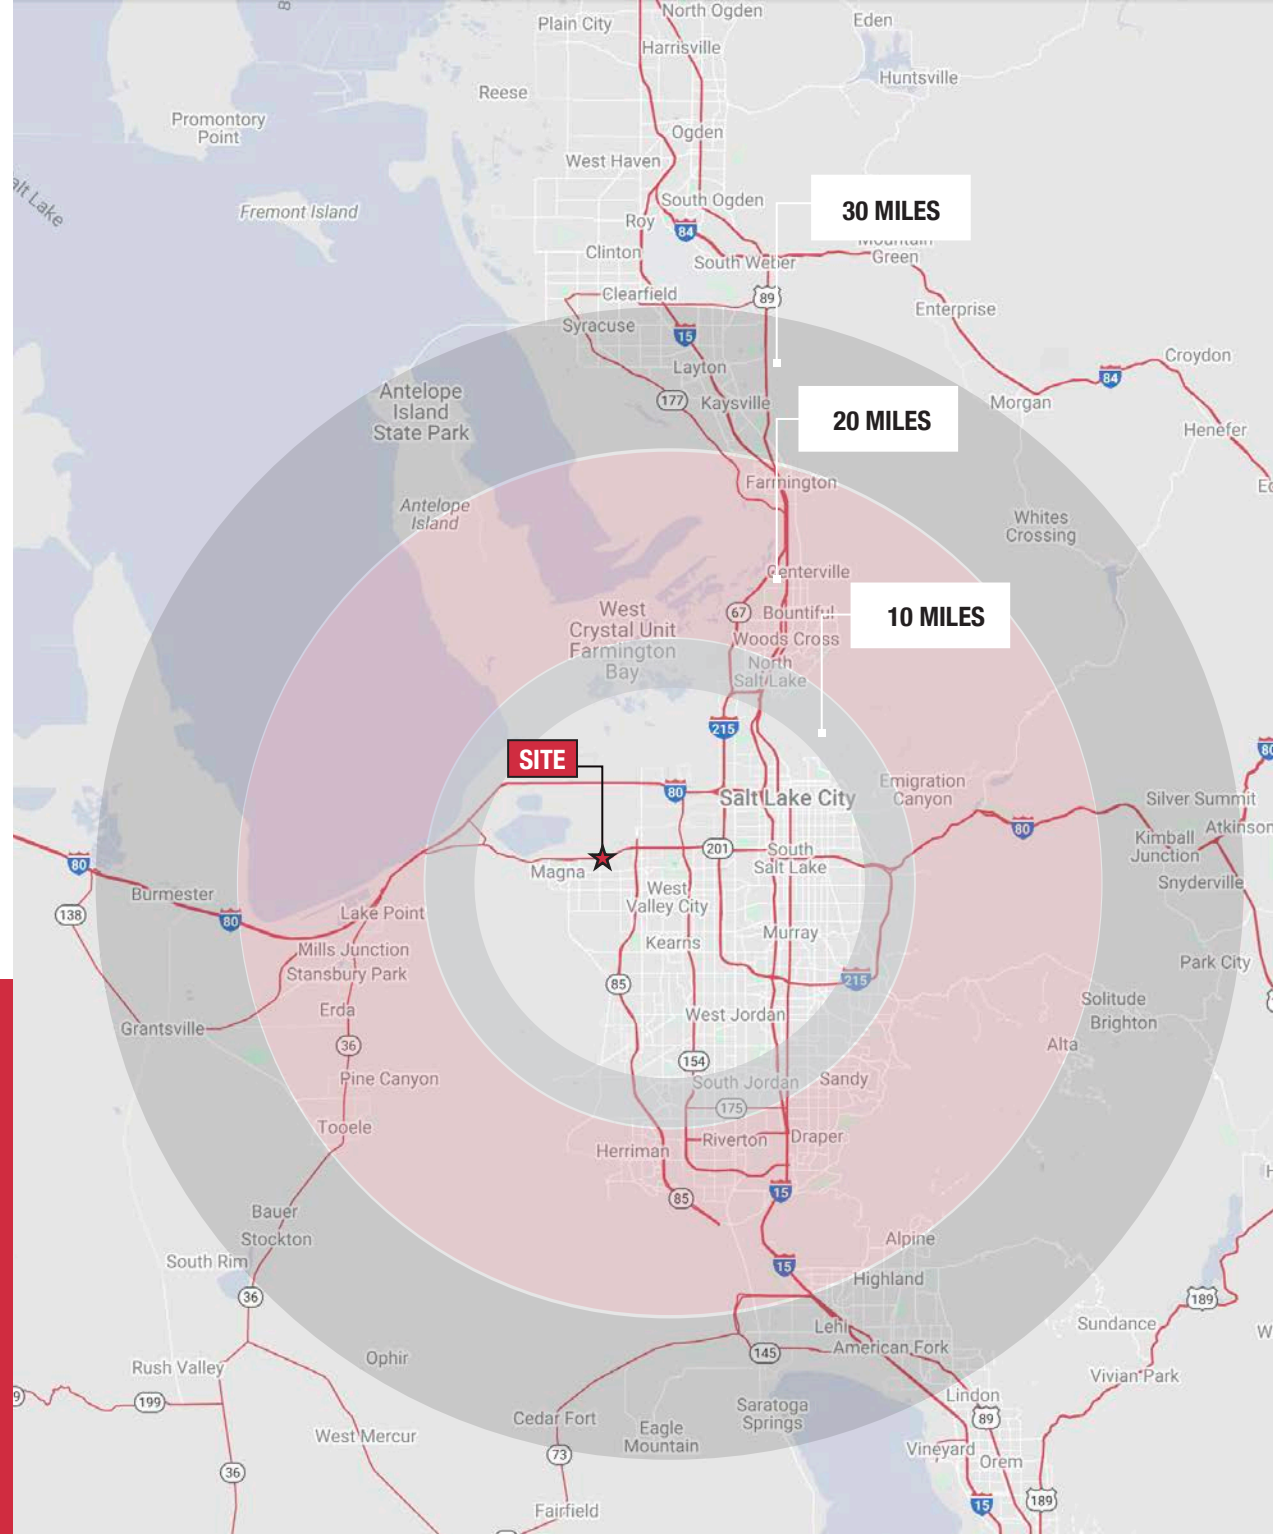 8
North Ogden
Plain City
Eden
Harrisville
Huntsville
Reese
Promontory
Point
Ogden
West Haven
alt Lake
Fremont Island
South Ogden
Roy
84
30 MILES
Mountain
Green
Clinton
South Weber
Clearfield
89
Enterprise
Syracuse
15
Croydon
Layton
84
Antelope
Island
State Park
177
Kaysville
Morgan
20 MILES
Henefer
Farmington
Antelope
Island
Whites
Crossing
Centerville
West
Crystal Unit
Farmington
Bay
67
Bountiful
10 MILES
Woods Cross
North
Salt Lake
215
SITE
80
80
Salt Lake City
Emigration
Canyon
Silver Summit
80
Kimball
Junction
Atkinson
201
South
Salt Lake
80
Magna
Burmester
West
Valley City
Snyderville
138
80
Lake Point
Kearns
Murray
Mills Junction
Stansbury Park
Park City
85
215
Erda
West Jordan
Solitude
Brighton
Grantsville
36
154
Alta
Pine Canyon
South Jordan
Sandy
175
Tooele
Riverton
Draper
Herriman
85
15
Bauer
Stockton
Alpine
South Rim
15
Highland
36
189
Lehi
Sundance
American Fork
145
Rush Valley
Ophir
Vivian Park
199
Lindon
Saratoga
Springs
89
Cedar Fort
Eagle
Mountain
West Mercur
73
Vineyard
Orem
36
189
15
Fairfield